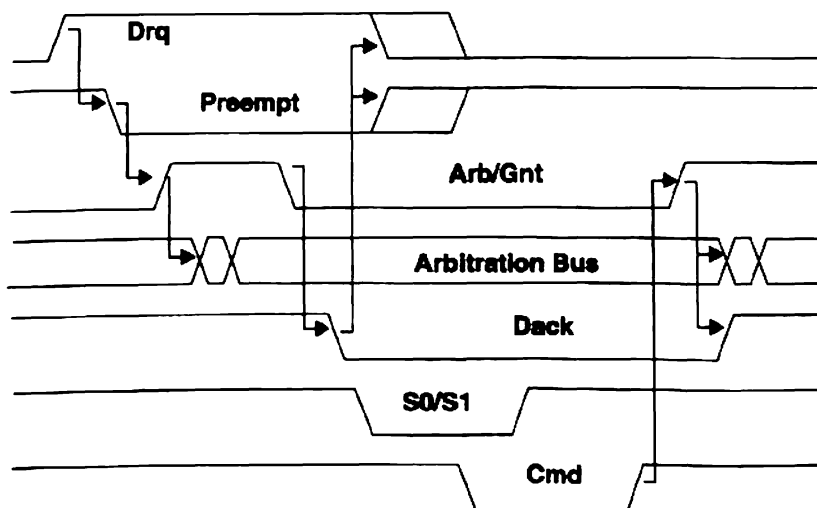 Drq
Preempt
Arb/Gnt
Arbitration Bus
Dack
S0/S1
Cmd